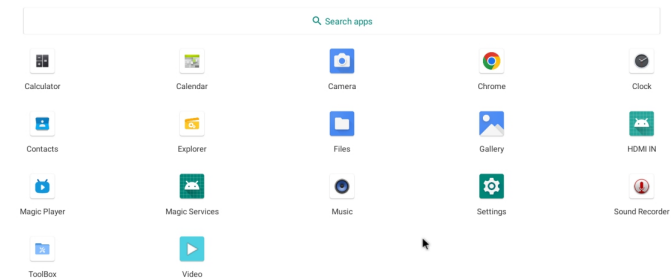 Search apps
Calculator
Calendar
Camera
Chrome
Clock
Contacts
Explorer
Files
Gallery
HDMI IN
Magic Player
Magic Services
Music
Settings
Sound Recorder
ToolBox
Video